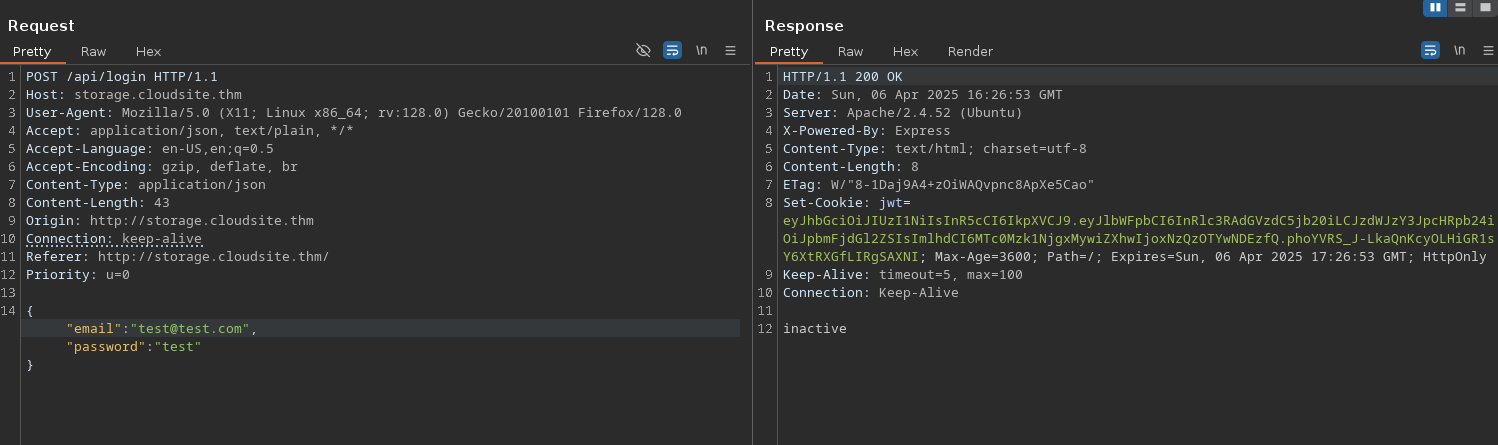 Request
Pretty Raw Hex
\n
1 POST /api/login HTTP/1.1
2 Host: storage.cloudsite.thm
3 User-Agent: Mozilla/5.0 (X11; Linux x86_64; rv:128.0) Gecko/20100101 Firefox/128.0
4 Accept: application/json, text/plain, */*
5 Accept-Language: en-US,en;q=0.5
6 Accept-Encoding: gzip, deflate, br
7 Content-Type: application/json
8 Content-Length: 43
9 Origin: http://storage.cloudsite.thm
10 Connection: keep-alive
11 Referer: http://storage.cloudsite.thm/
12 Priority: u=0
13
14 {
"email":"test@test.com",
"password":"test"
}
Response
Pretty Raw Hex Render
\n
1 HTTP/1.1 200 OK
2 Date: Sun, 06 Apr 2025 16:26:53 GMT
3 Server: Apache/2.4.52 (Ubuntu)
4 X-Powered-By: Express
5 Content-Type: text/html; charset=utf-8
6 Content-Length: 8
7 ETag: W/"8-1Daj9A4+zOiWAQvpnc8ApXe5Cao"
8 Set-Cookie: jwt=
eyJhbGciOiJIUzI1NiIsInR5cCI6IkpXVCJ9.eyJlbWFpbCI6InRlc3RAdGVzdC5jb20iLCJzdWJzY3JpcHRpb24i
OiJpbmFjdGl2ZSIsImlhdCI6MTc0Mzk1NjgxMywiZXhwIjoxNzQzOTYwNDEzfQ.phoYVRS_J-LkaQnKcyOLHiGR1s
Y6XtRXGfLIRgSAXNI; Max-Age=3600; Path=/; Expires=Sun, 06 Apr 2025 17:26:53 GMT; HttpOnly
9 Keep-Alive: timeout=5, max=100
10 Connection: Keep-Alive
11
12 inactive